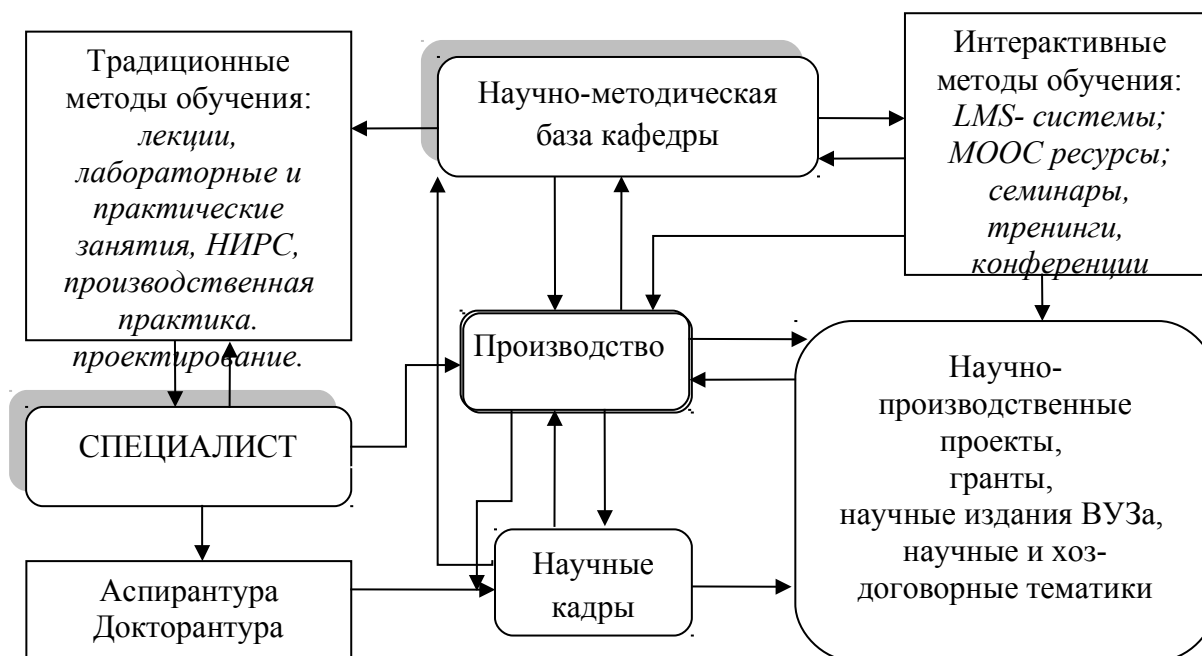 Традиционные
методы обучения:
лекции,
лабораторные и
практические
занятия, НИРС,
производственная
практика.
проектирование.
Научно-методическая
база кафедры
Интерактивные
методы обучения:
LMS- системы;
МООС ресурсы;
семинары,
тренинги,
конференции
Производство
Научно-
производственные
проекты,
гранты,
научные издания ВУЗа,
научные и хоз-
договорные тематики
СПЕЦИАЛИСТ
Аспирантура
Докторантура
Научные
кадры